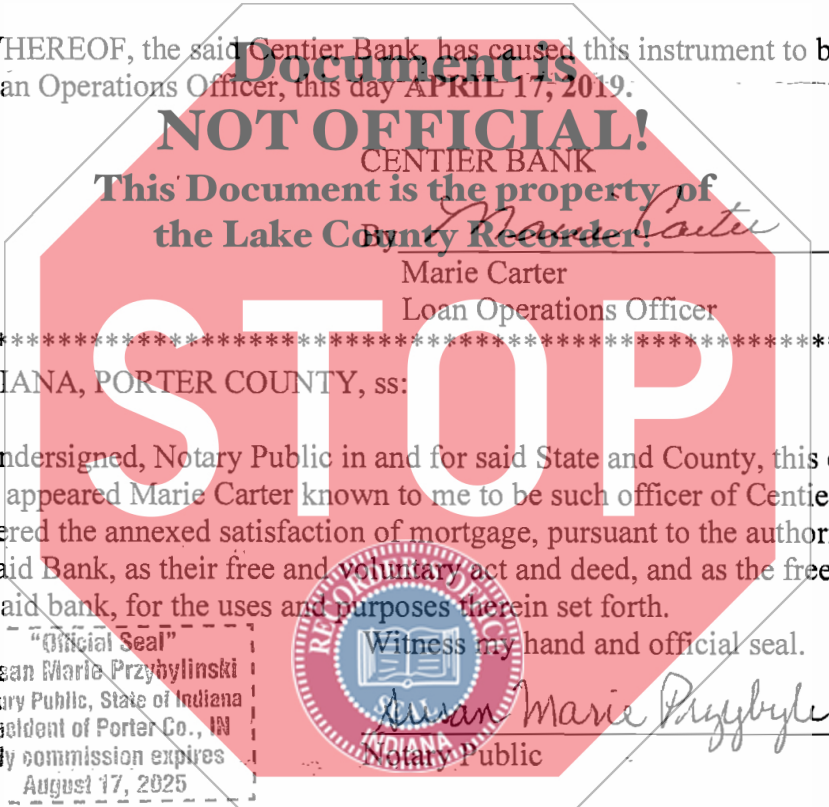 HEREOF, the said Centier Bank, has caused this instrument to b
an Operations Officer, this day APRIL 17, 2019.
Document is
NOT OFFICIAL!
This Document is the property of
the Lake County Recorder!
CENTIER BANK
By Marie Carter
Marie Carter
Loan Operations Officer
STOP
IANA, PORTER COUNTY, ss:
ndersigned, Notary Public in and for said State and County, this
appeared Marie Carter known to me to be such officer of Centie
ered the annexed satisfaction of mortgage, pursuant to the author
aid Bank, as their free and voluntary act and deed, and as the free
aid bank, for the uses and purposes therein set forth.
Witness my hand and official seal.
"Official Seal"
san Marie Przybylinski
ary Public, State of Indiana
esident of Porter Co., IN
y commission expires
August 17, 2025
RECORDER'S OFFICE
SEAL
INDIANA
Susan Marie Przybyl
Notary Public